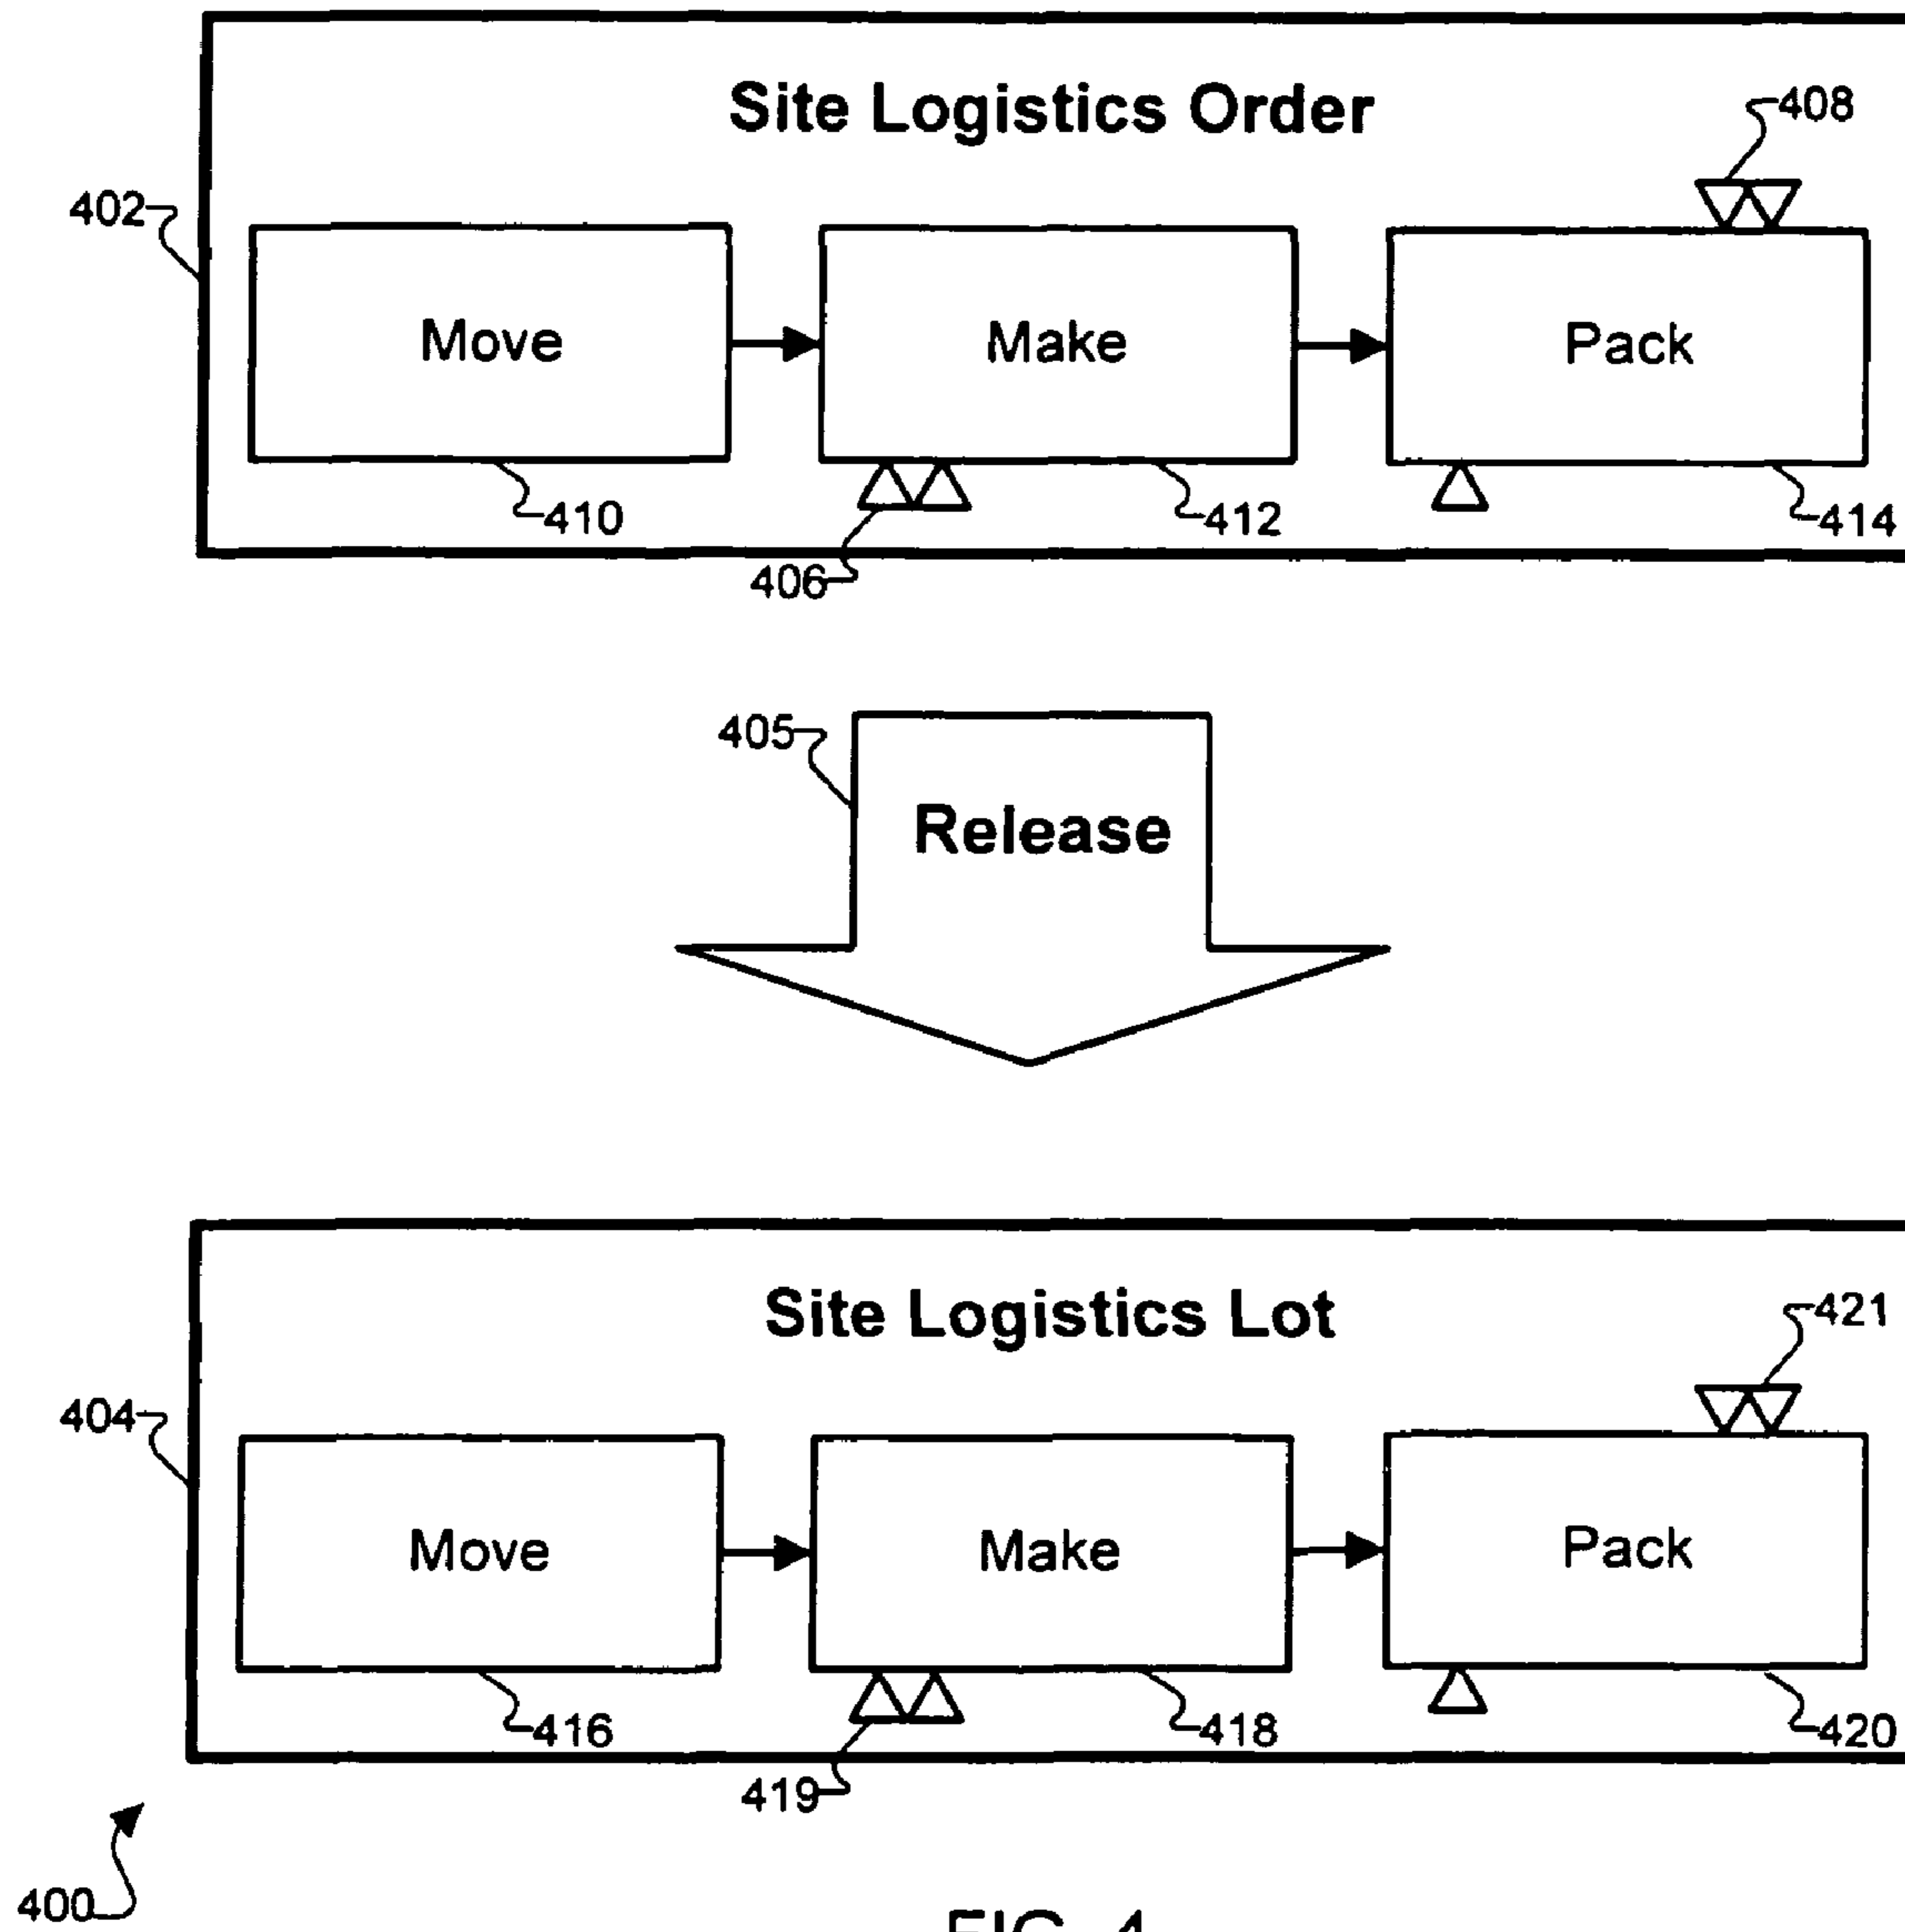 Site Logistics Order
408
402
Move
Make
Pack
410
412
414
406
405
Release
Site Logistics Lot
421
404
Move
Make
Pack
416
418
420
419
400